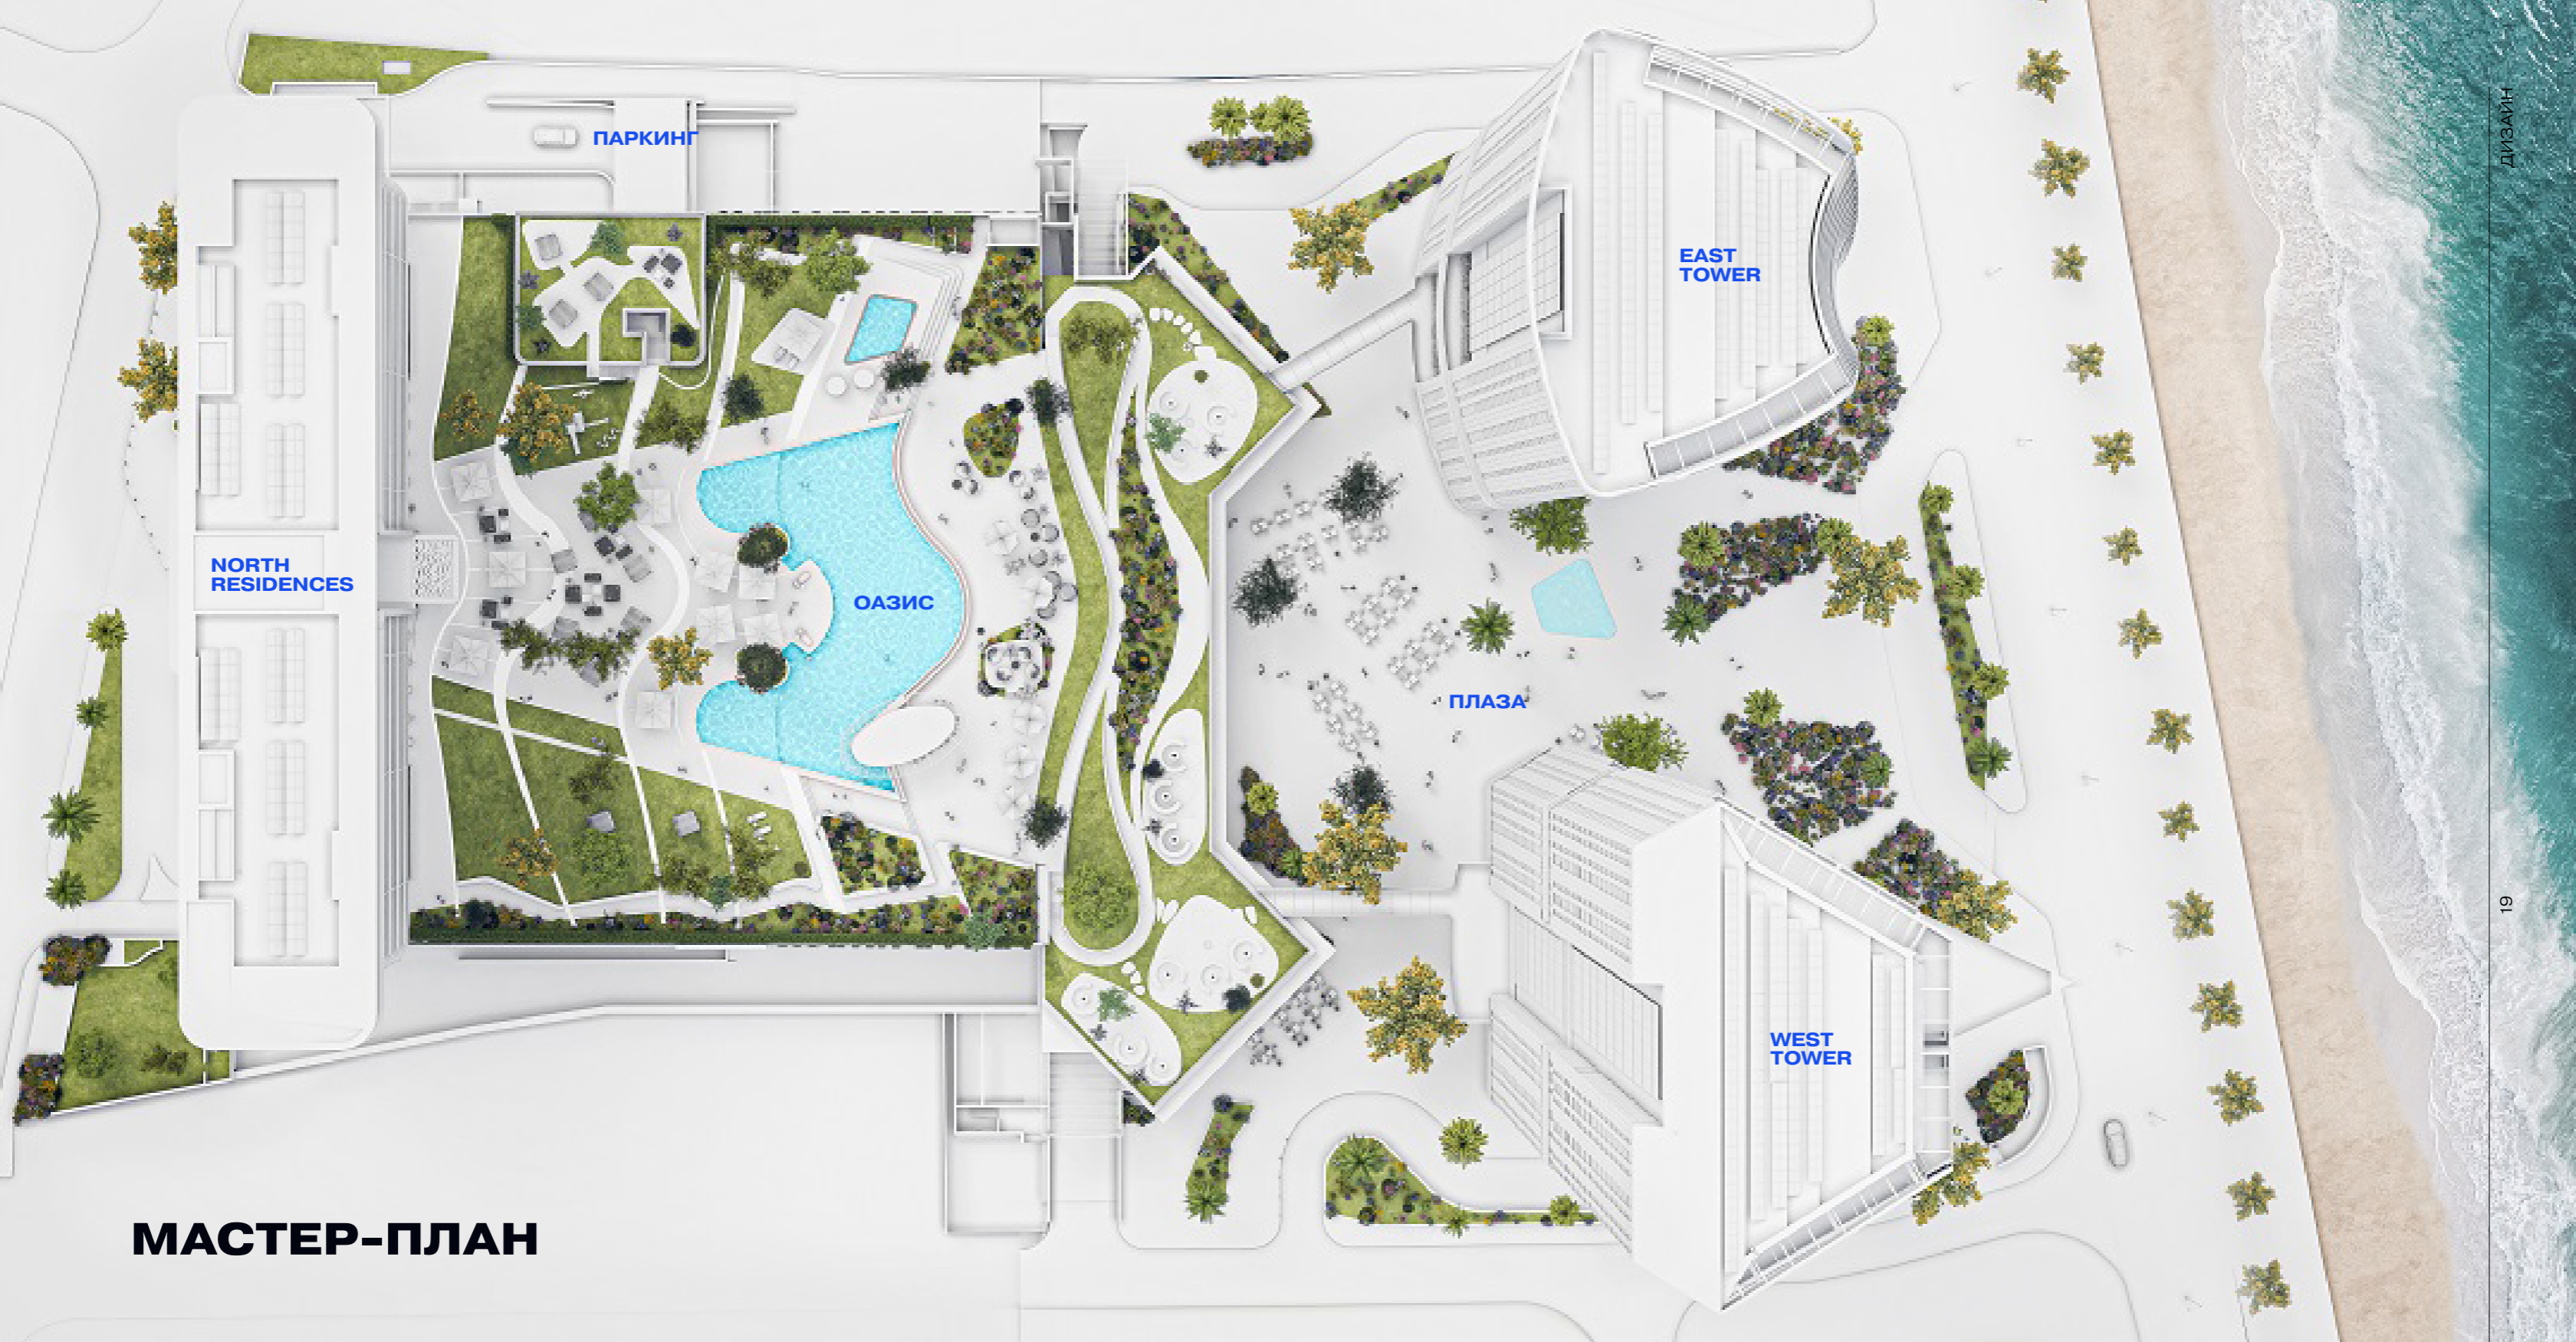 ПАРКИНГ
EAST
TOWER
NORTH
RESIDENCES
ОАЗИС
ПЛАЗА
WEST
TOWER
МАСТЕР-ПЛАН
ДИЗАЙН
19